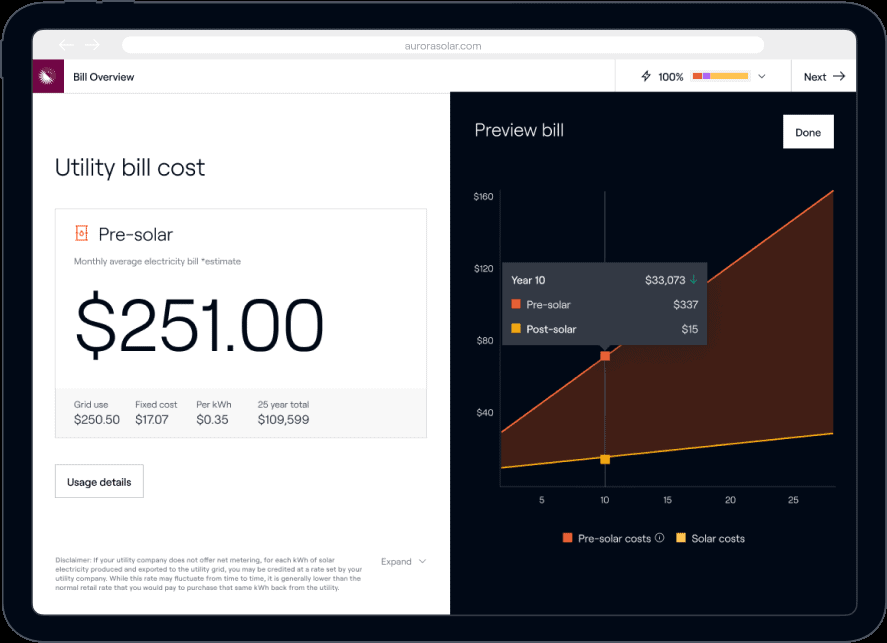 aurorasolar.com
Bill Overview
100%
Next
Utility bill cost
Pre-solar
Monthly average electricity bill *estimate
$251.00
Grid use Fixed cost Per kWh 25 year total
$250.50 $17.07 $0.35 $109,599
Usage details
Disclaimer: If your utility company does not offer net metering, for each kWh of solar
electricity produced and exported to the utility grid, you may be credited at a rate set by your
utility company. While this rate may fluctuate from time to time, it is generally lower than the
normal retail rate that you would pay to purchase that same kWh back from the utility.
Expand
Preview bill
Done
$160
$120
$80
$40
Year 10 $33,073
Pre-solar $337
Post-solar $15
5 10 15 20 25
Pre-solar costs Solar costs